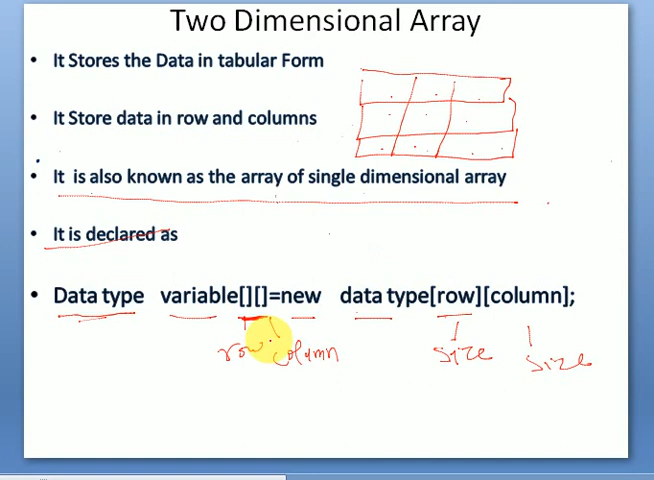 Two Dimensional Array
• It Stores the Data in tabular Form
• It Store data in row and columns
• It is also known as the array of single dimensional array
• It is declared as
• Data type variable[][]=new data type[row][column];
row column size size